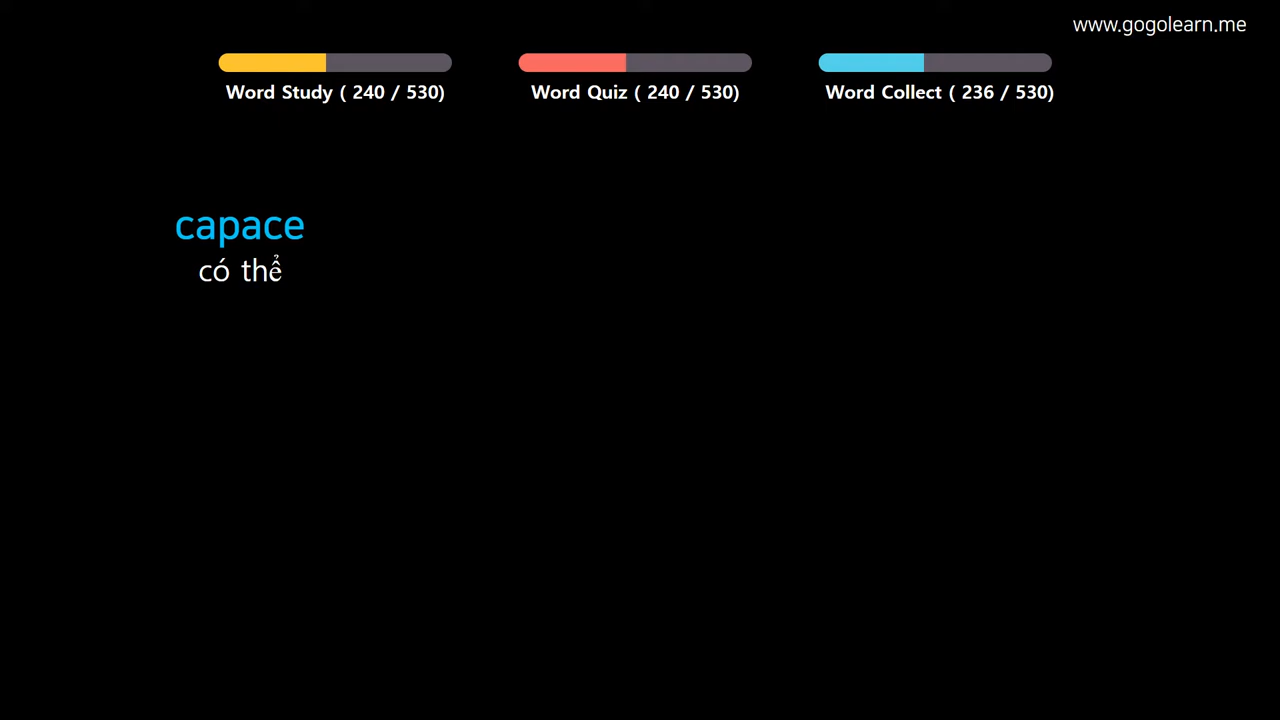 www.gogolearn.me
Word Study ( 240 / 530)
Word Quiz ( 240 / 530)
Word Collect ( 236 / 530)
capace
có thể